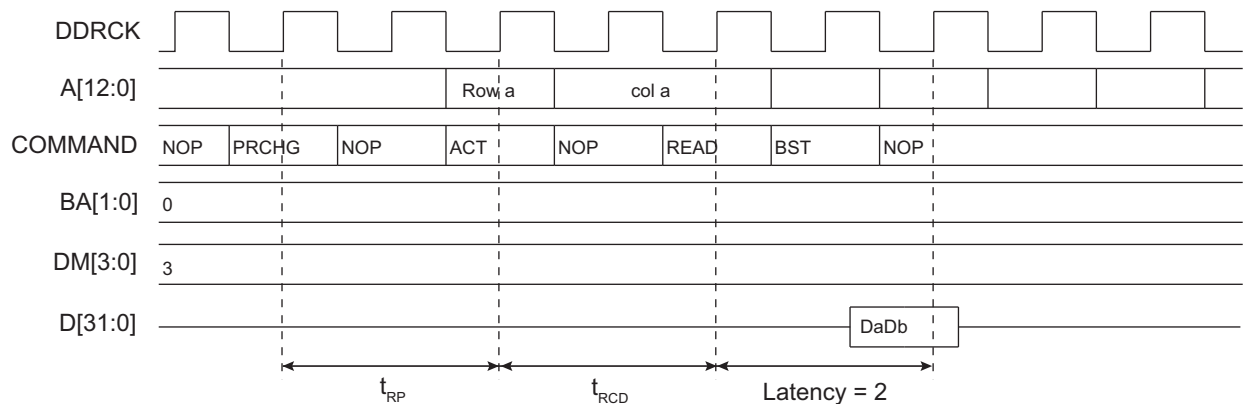 DDRCK
A[12:0] Row a col a
COMMAND NOP PRCHG NOP ACT NOP READ BST NOP
BA[1:0] 0
DM[3:0] 3
D[31:0] DaDb
tRP tRCD Latency = 2